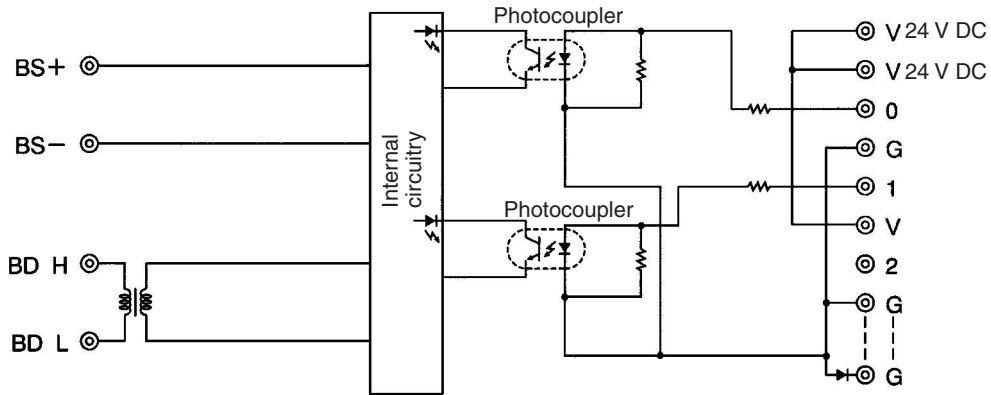 Photocoupler
V 24 V DC
BS+
V 24 V DC
0
BS−
G
Internal
circuitry
1
Photocoupler
V
BD H
2
G
BD L
G